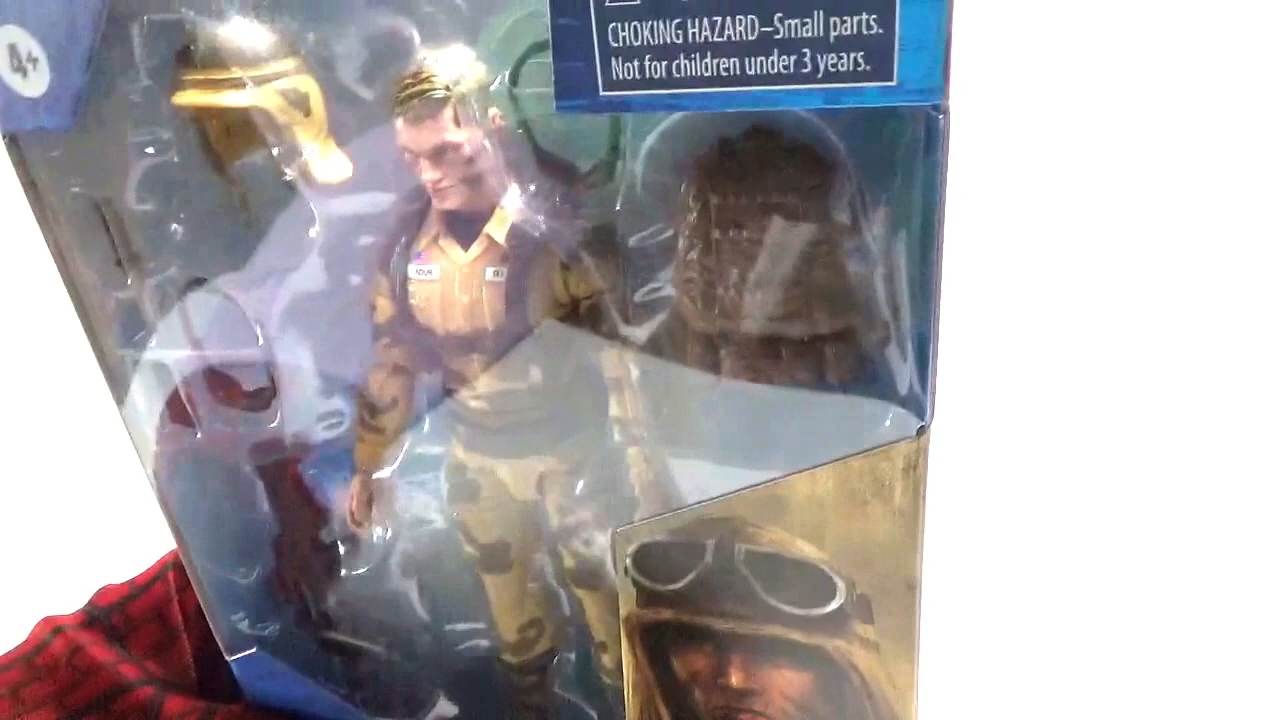 4+
CHOKING HAZARD–Small parts.
Not for children under 3 years.